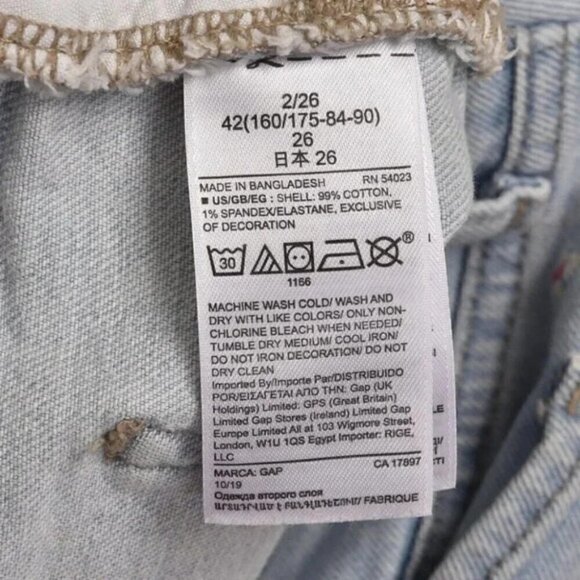 2/26
42(160/175-84-90)
26
日本 26
MADE IN BANGLADESH RN 54023
■ US/GB/EG : SHELL: 99% COTTON,
1% SPANDEX/ELASTANE, EXCLUSIVE
OF DECORATION
30
®
1156
MACHINE WASH COLD/ WASH AND
DRY WITH LIKE COLORS/ ONLY NON-
CHLORINE BLEACH WHEN NEEDED/
TUMBLE DRY MEDIUM/ COOL IRON/
DO NOT IRON DECORATION/ DO NOT
DRY CLEAN
Imported By/Importe Par/DISTRIBUIDO
POR/ΕΙΣΑΓΕΤΑΙ ΑΠΟ ΤΗΝ: Gap (UK
Holdings) Limited: GPS (Great Britain)
Limited Gap Stores (Ireland) Limited Gap
Europe Limited All at 103 Wigmore Street,
London, W1U 1QS Egypt Importer: RIGE,
LLC
MARCA: GAP CA 17897
10/19
Одежда второго слоя
ԱՐՏԱԴՐՎԱԾ Է ԲԱՆԳԼԱԴԵՇՈՒՄ/ FABRIQUE